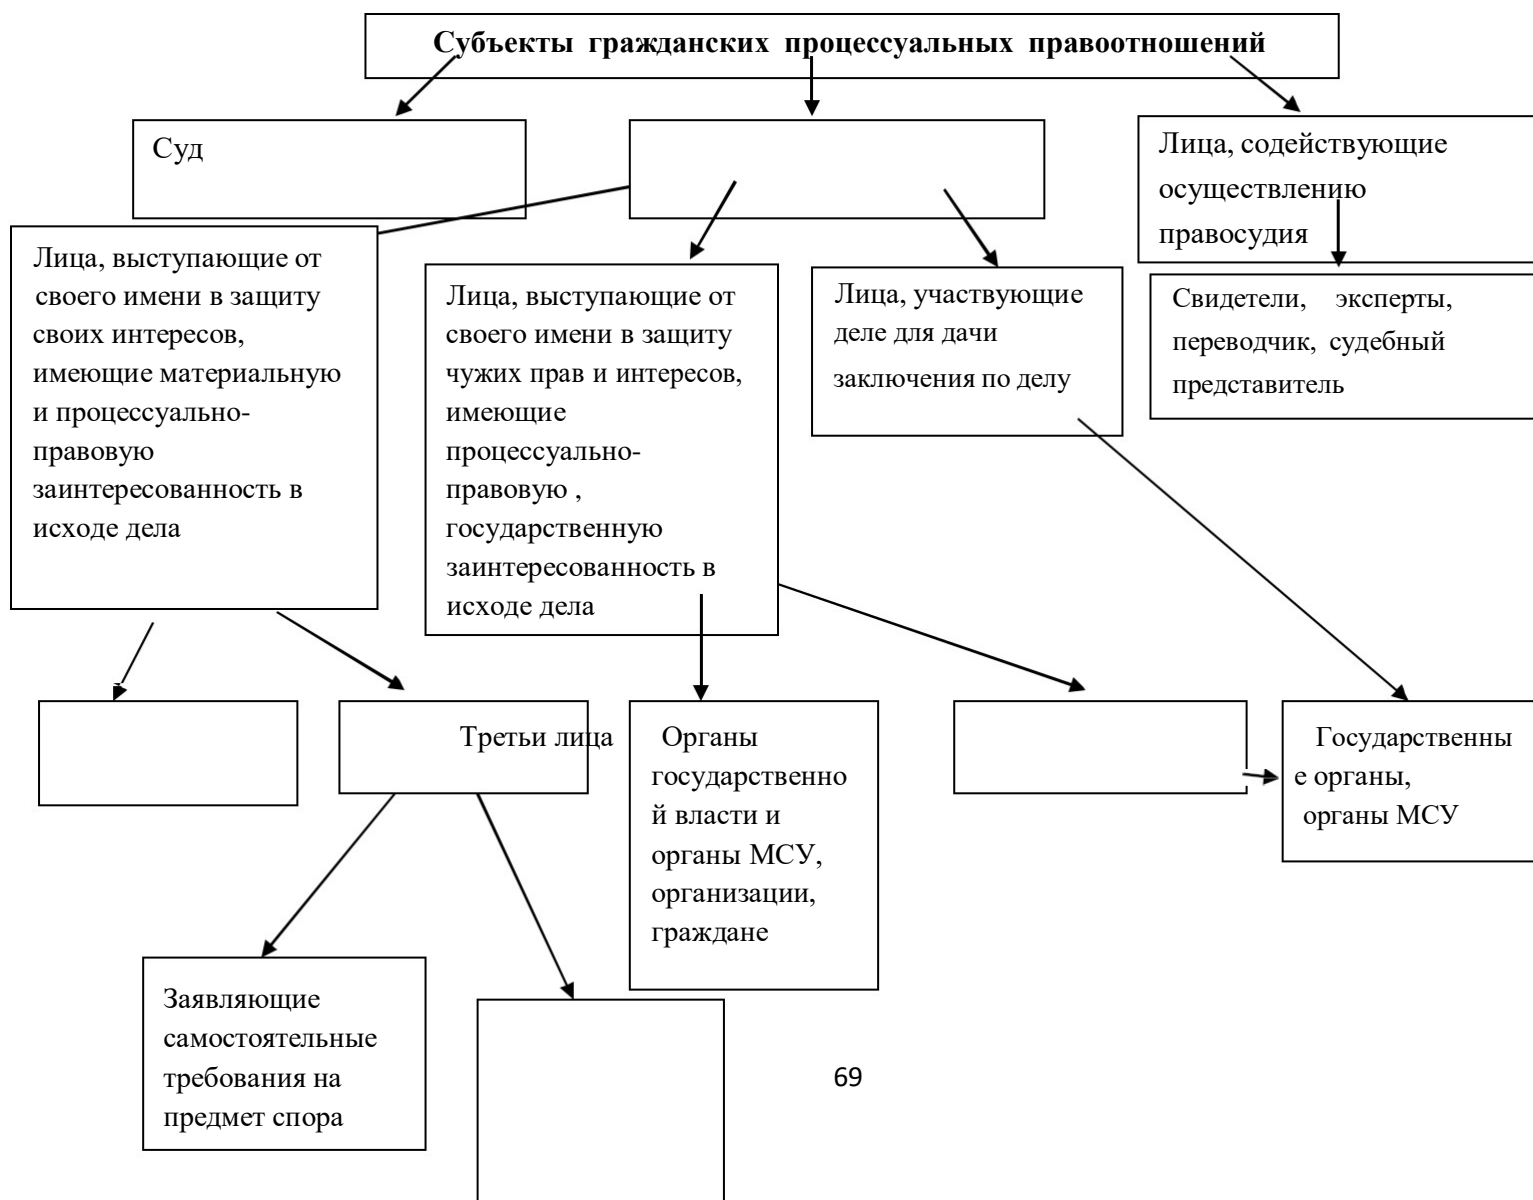 Субъекты гражданских процессуальных правоотношений
Суд
Лица, содействующие
осуществлению
правосудия
Лица, выступающие от
своего имени в защиту
своих интересов,
имеющие материальную
и процессуально-
правовую
заинтересованность в
исходе дела
Лица, выступающие от
своего имени в защиту
чужих прав и интересов,
имеющие
процессуально-
правовую ,
государственную
заинтересованность в
исходе дела
Лица, участвующие
деле для дачи
заключения по делу
Свидетели, эксперты,
переводчик, судебный
представитель
Третьи лица
Органы
государственно
й власти и
органы МСУ,
организации,
граждане
Государственны
е органы,
органы МСУ
Заявляющие
самостоятельные
требования на
предмет спора
69